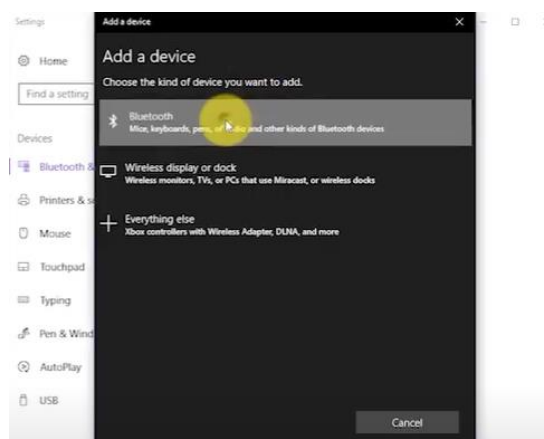 Settings
Add a device
Home
Find a setting
Devices
Bluetooth &
Printers & s
Mouse
Touchpad
Typing
Pen & Wind
AutoPlay
USB
Add a device
Choose the kind of device you want to add.
Bluetooth
Mice, keyboards, pens, or audio and other kinds of Bluetooth devices
Wireless display or dock
Wireless monitors, TVs, or PCs that use Miracast, or wireless docks
Everything else
Xbox controllers with Wireless Adapter, DLNA, and more
Cancel